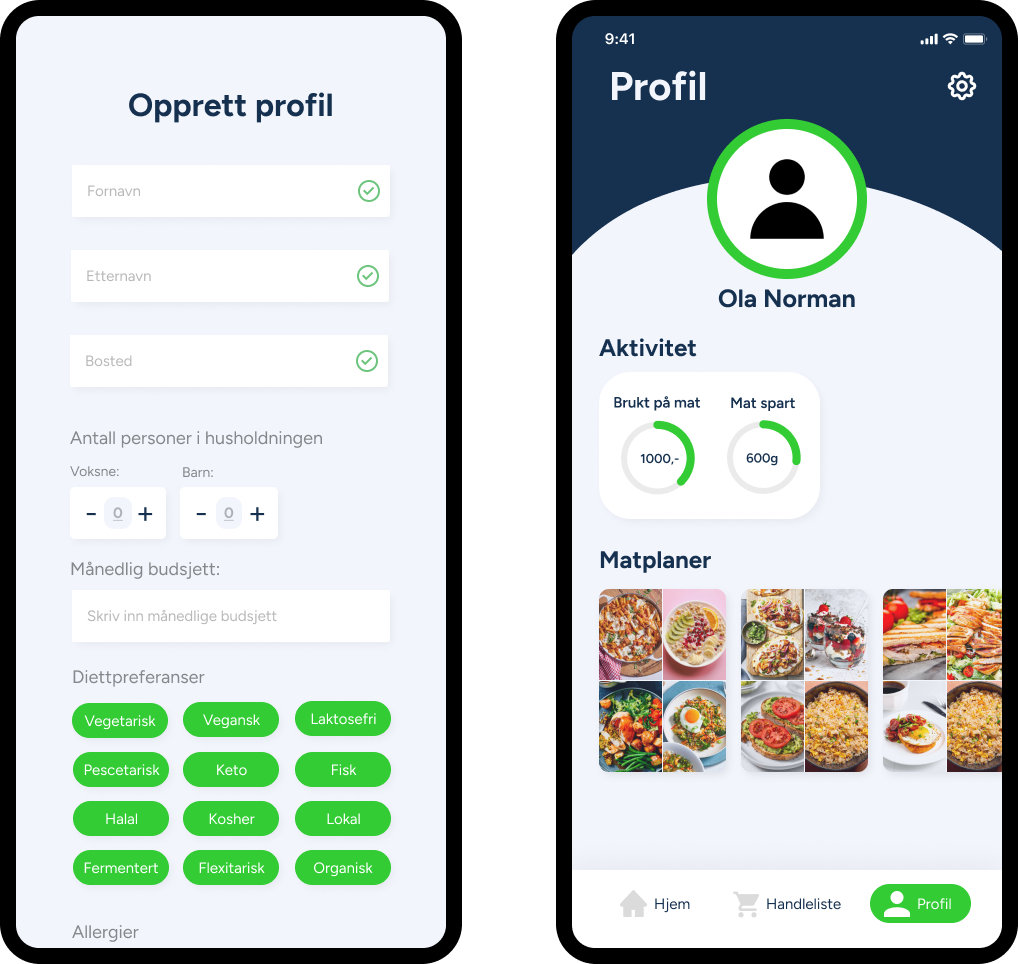 Opprett profil
Fornavn
Etternavn
Bosted
Antall personer i husholdningen
Voksne: Barn:
- 0 + - 0 +
Månedlig budsjett:
Skriv inn månedlige budsjett
Diettpreferanser
Vegetarisk Vegansk Laktosefri
Pescetarisk Keto Fisk
Halal Kosher Lokal
Fermentert Flexitarisk Organisk
Allergier
9:41
Profil
Ola Norman
Aktivitet
Brukt på mat Mat spart
1000,- 600g
Matplaner
Hjem Handleliste Profil